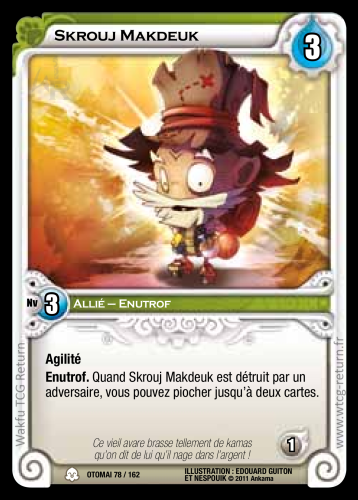 Skrouj Makdeuk
3
Nv 3 Allié – Enutrof
Agilité
Enutrof. Quand Skrouj Makdeuk est détruit par un
adversaire, vous pouvez piocher jusqu'à deux cartes.
Ce vieil avare brasse tellement de kamas
qu'on dit de lui qu'il nage dans l'argent !
1
OTOMAI 78 / 162
ILLUSTRATION : EDOUARD GUITON
ET NESPOUIK © 2011 Ankama
Wakfu TCG Return
www.wtcg-return.fr